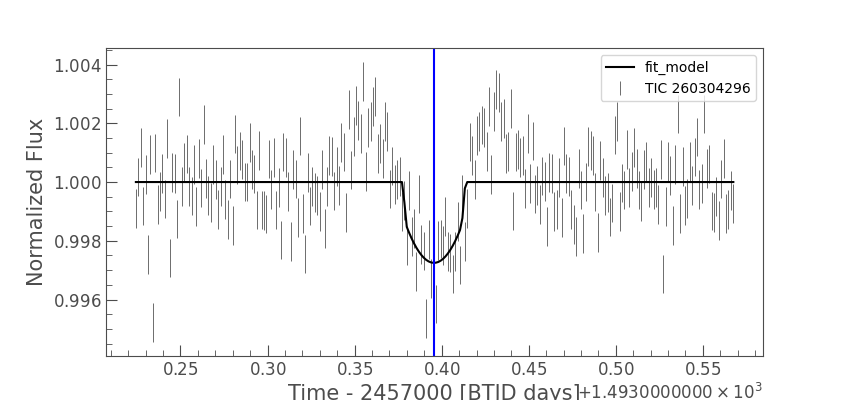 fit_model
TIC 260304296
Normalized Flux
1.004
1.002
1.000
0.998
0.996
0.25 0.30 0.35 0.40 0.45 0.50 0.55
Time - 2457000 [BTJD days]
+1.4930000000 × 10³